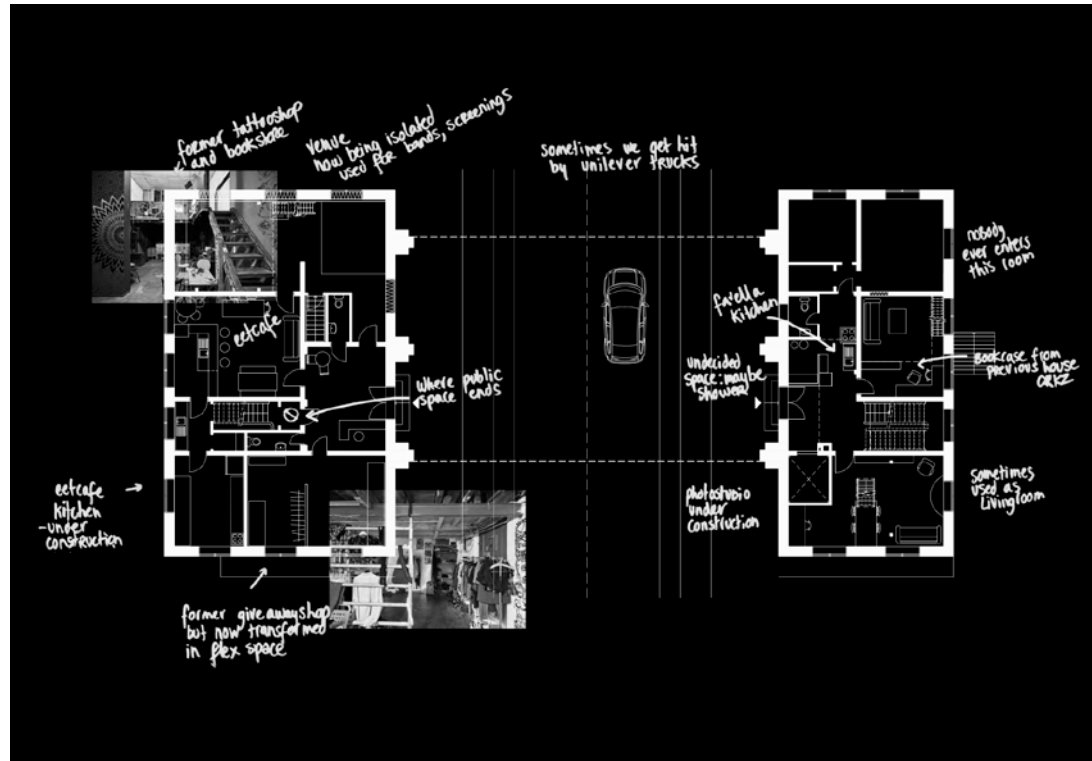 former tattooshop
and bookstore
venue
now being isolated
used for bands, screenings
sometimes we get hit
by unilever trucks
nobody
ever enters
this room
eetcafe
fa'ella
kitchen
Bookcase from
previous house
ORKZ
undecided
space: maybe
shower
where public
space ends
eetcafe
kitchen
-under
construction
photostudio
under
construction
sometimes
used as
Livingroom
former giveawayshop
but now transformed
in flex space